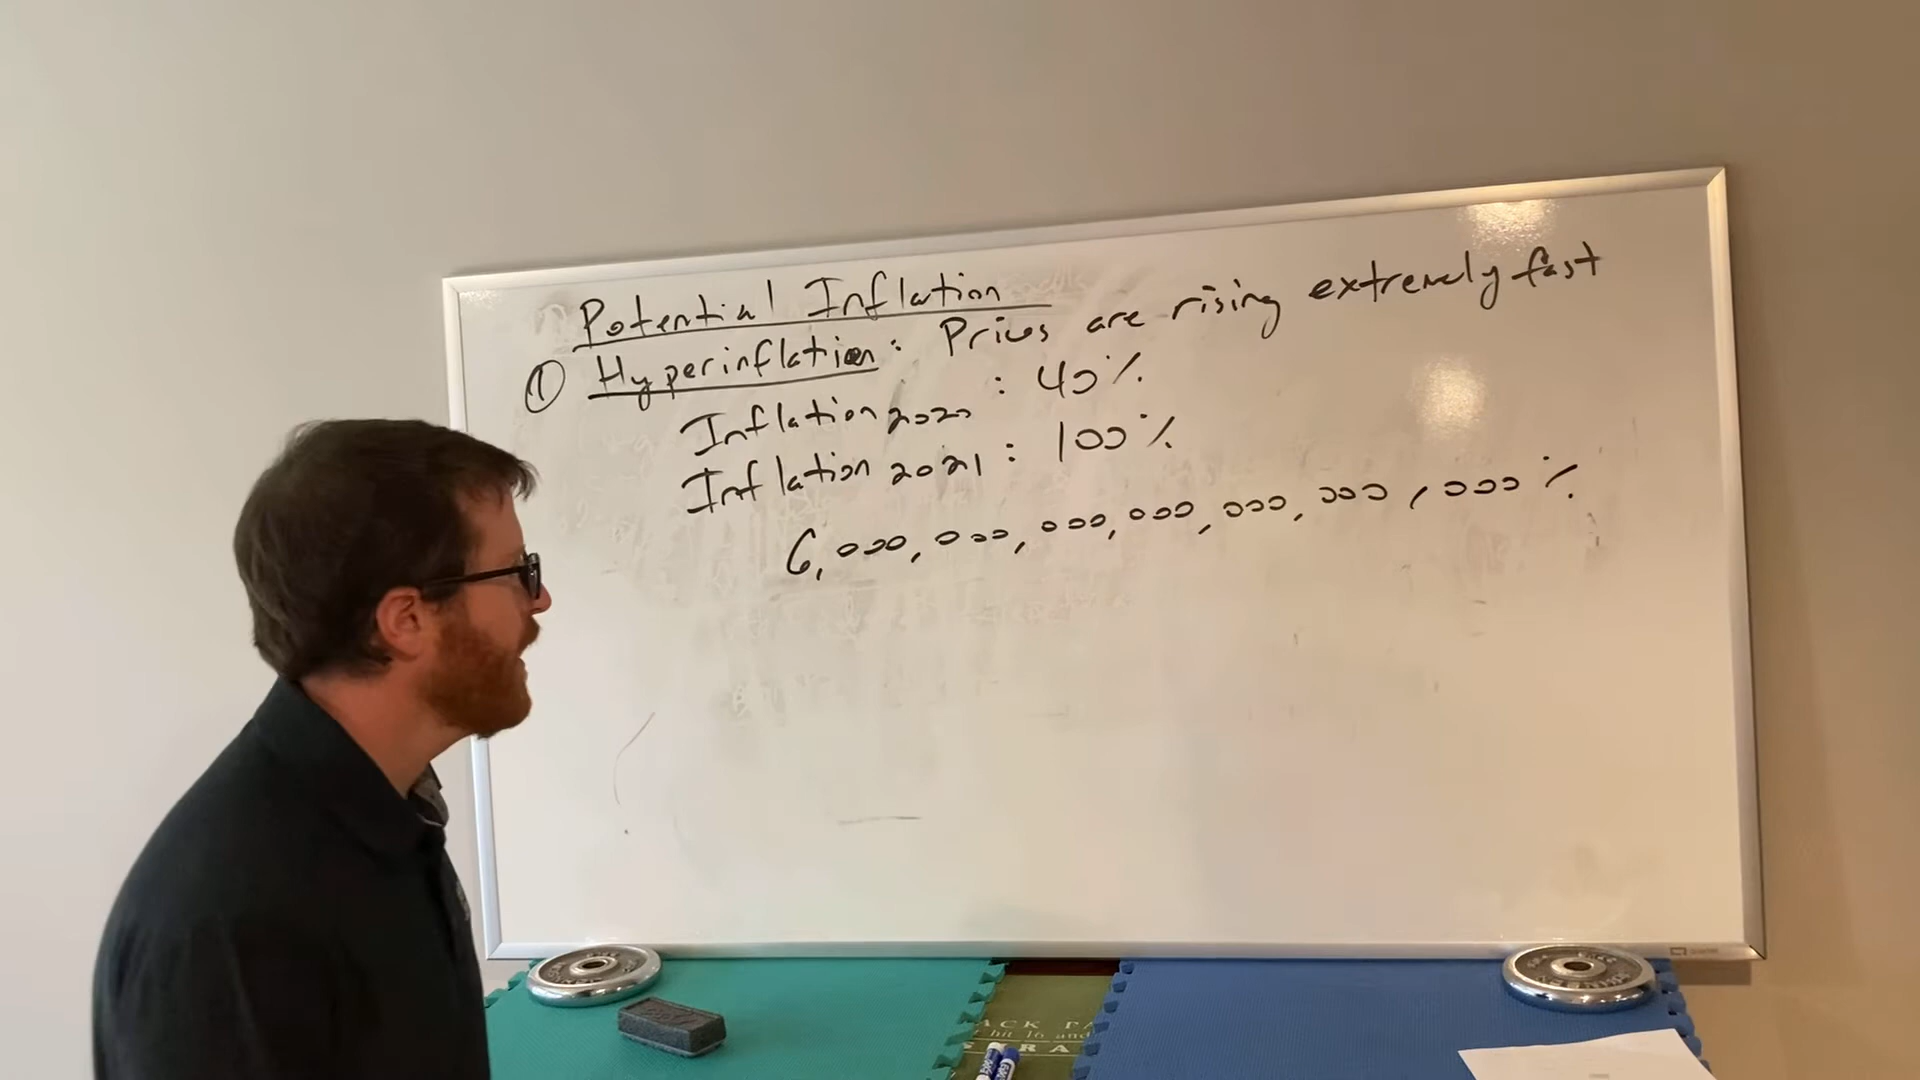 Potential Inflation
① Hyperinflation: Prices are rising extremely fast
Inflation 2020 : 40%
Inflation 2021 : 100%
6,000,000,000,000,000,000,000%